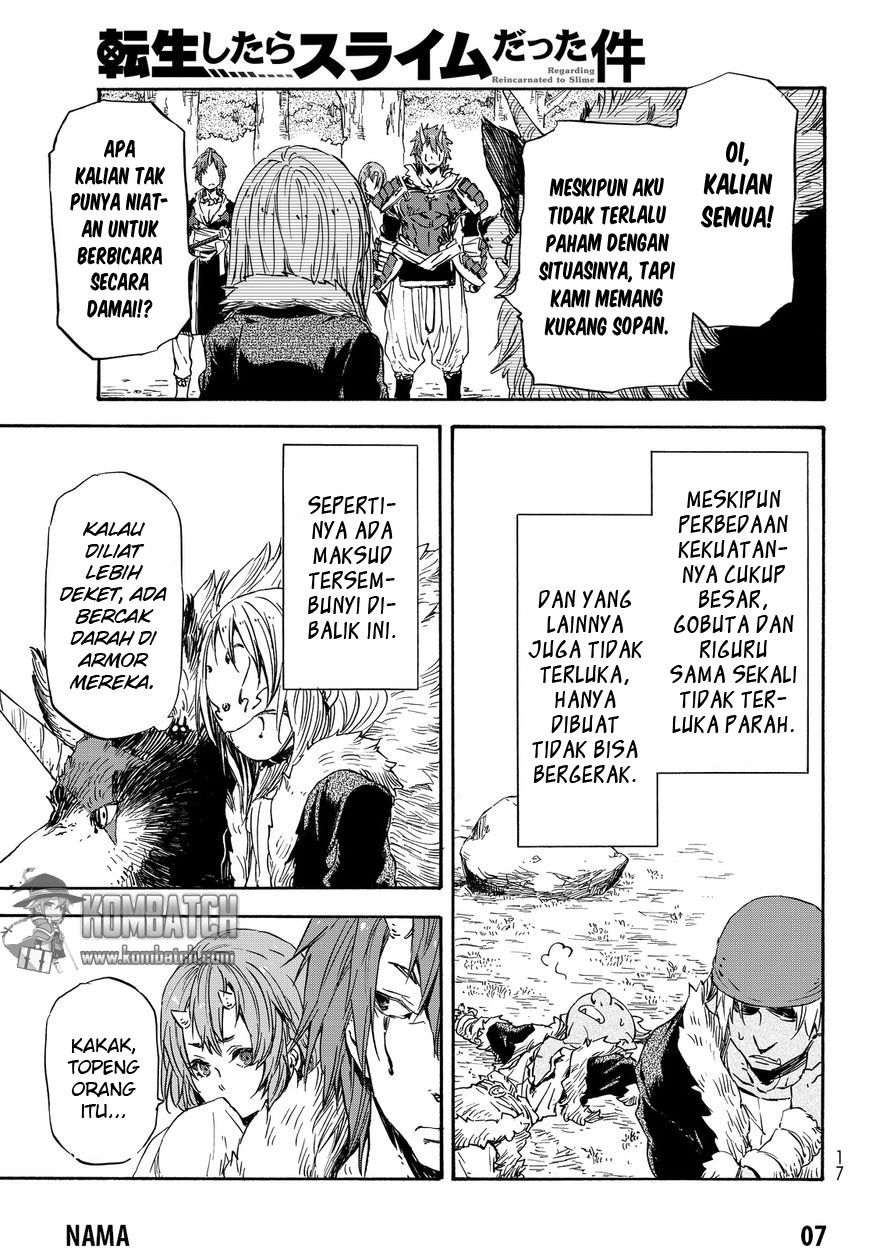 転生したらスライムだった件
Regarding
Reincarnated to Slime
OI,
KALIAN
SEMUA!
MESKIPUN AKU
TIDAK TERLALU
PAHAM DENGAN
SITUASINYA, TAPI
KAMI MEMANG
KURANG SOPAN.
APA
KALIAN TAK
PUNYA NIAT-
AN UNTUK
BERBICARA
SECARA
DAMAI!?
MESKIPUN
PERBEDAAN
KEKUATAN-
NYA CUKUP
BESAR,
GOBUTA DAN
RIGURU
SAMA SEKALI
TIDAK TER-
LUKA PARAH.
DAN YANG
LAINNYA
JUGA TIDAK
TERLUKA,
HANYA
DIBUAT
TIDAK BISA
BERGERAK.
SEPERTI-
NYA ADA
MAKSUD
TERSEM-
BUNYI DI-
BALIK INI.
KALAU
DILIAT
LEBIH
DEKET, ADA
BERCAK
DARAH DI
ARMOR
MEREKA.
KOMBATCH
www.kombatch.com
KAKAK,
TOPENG
ORANG
ITU...
17
NAMA
07